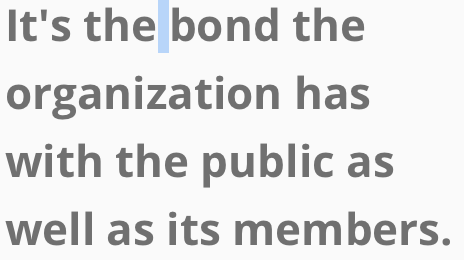 It's the bond the
organization has
with the public as
well as its members.